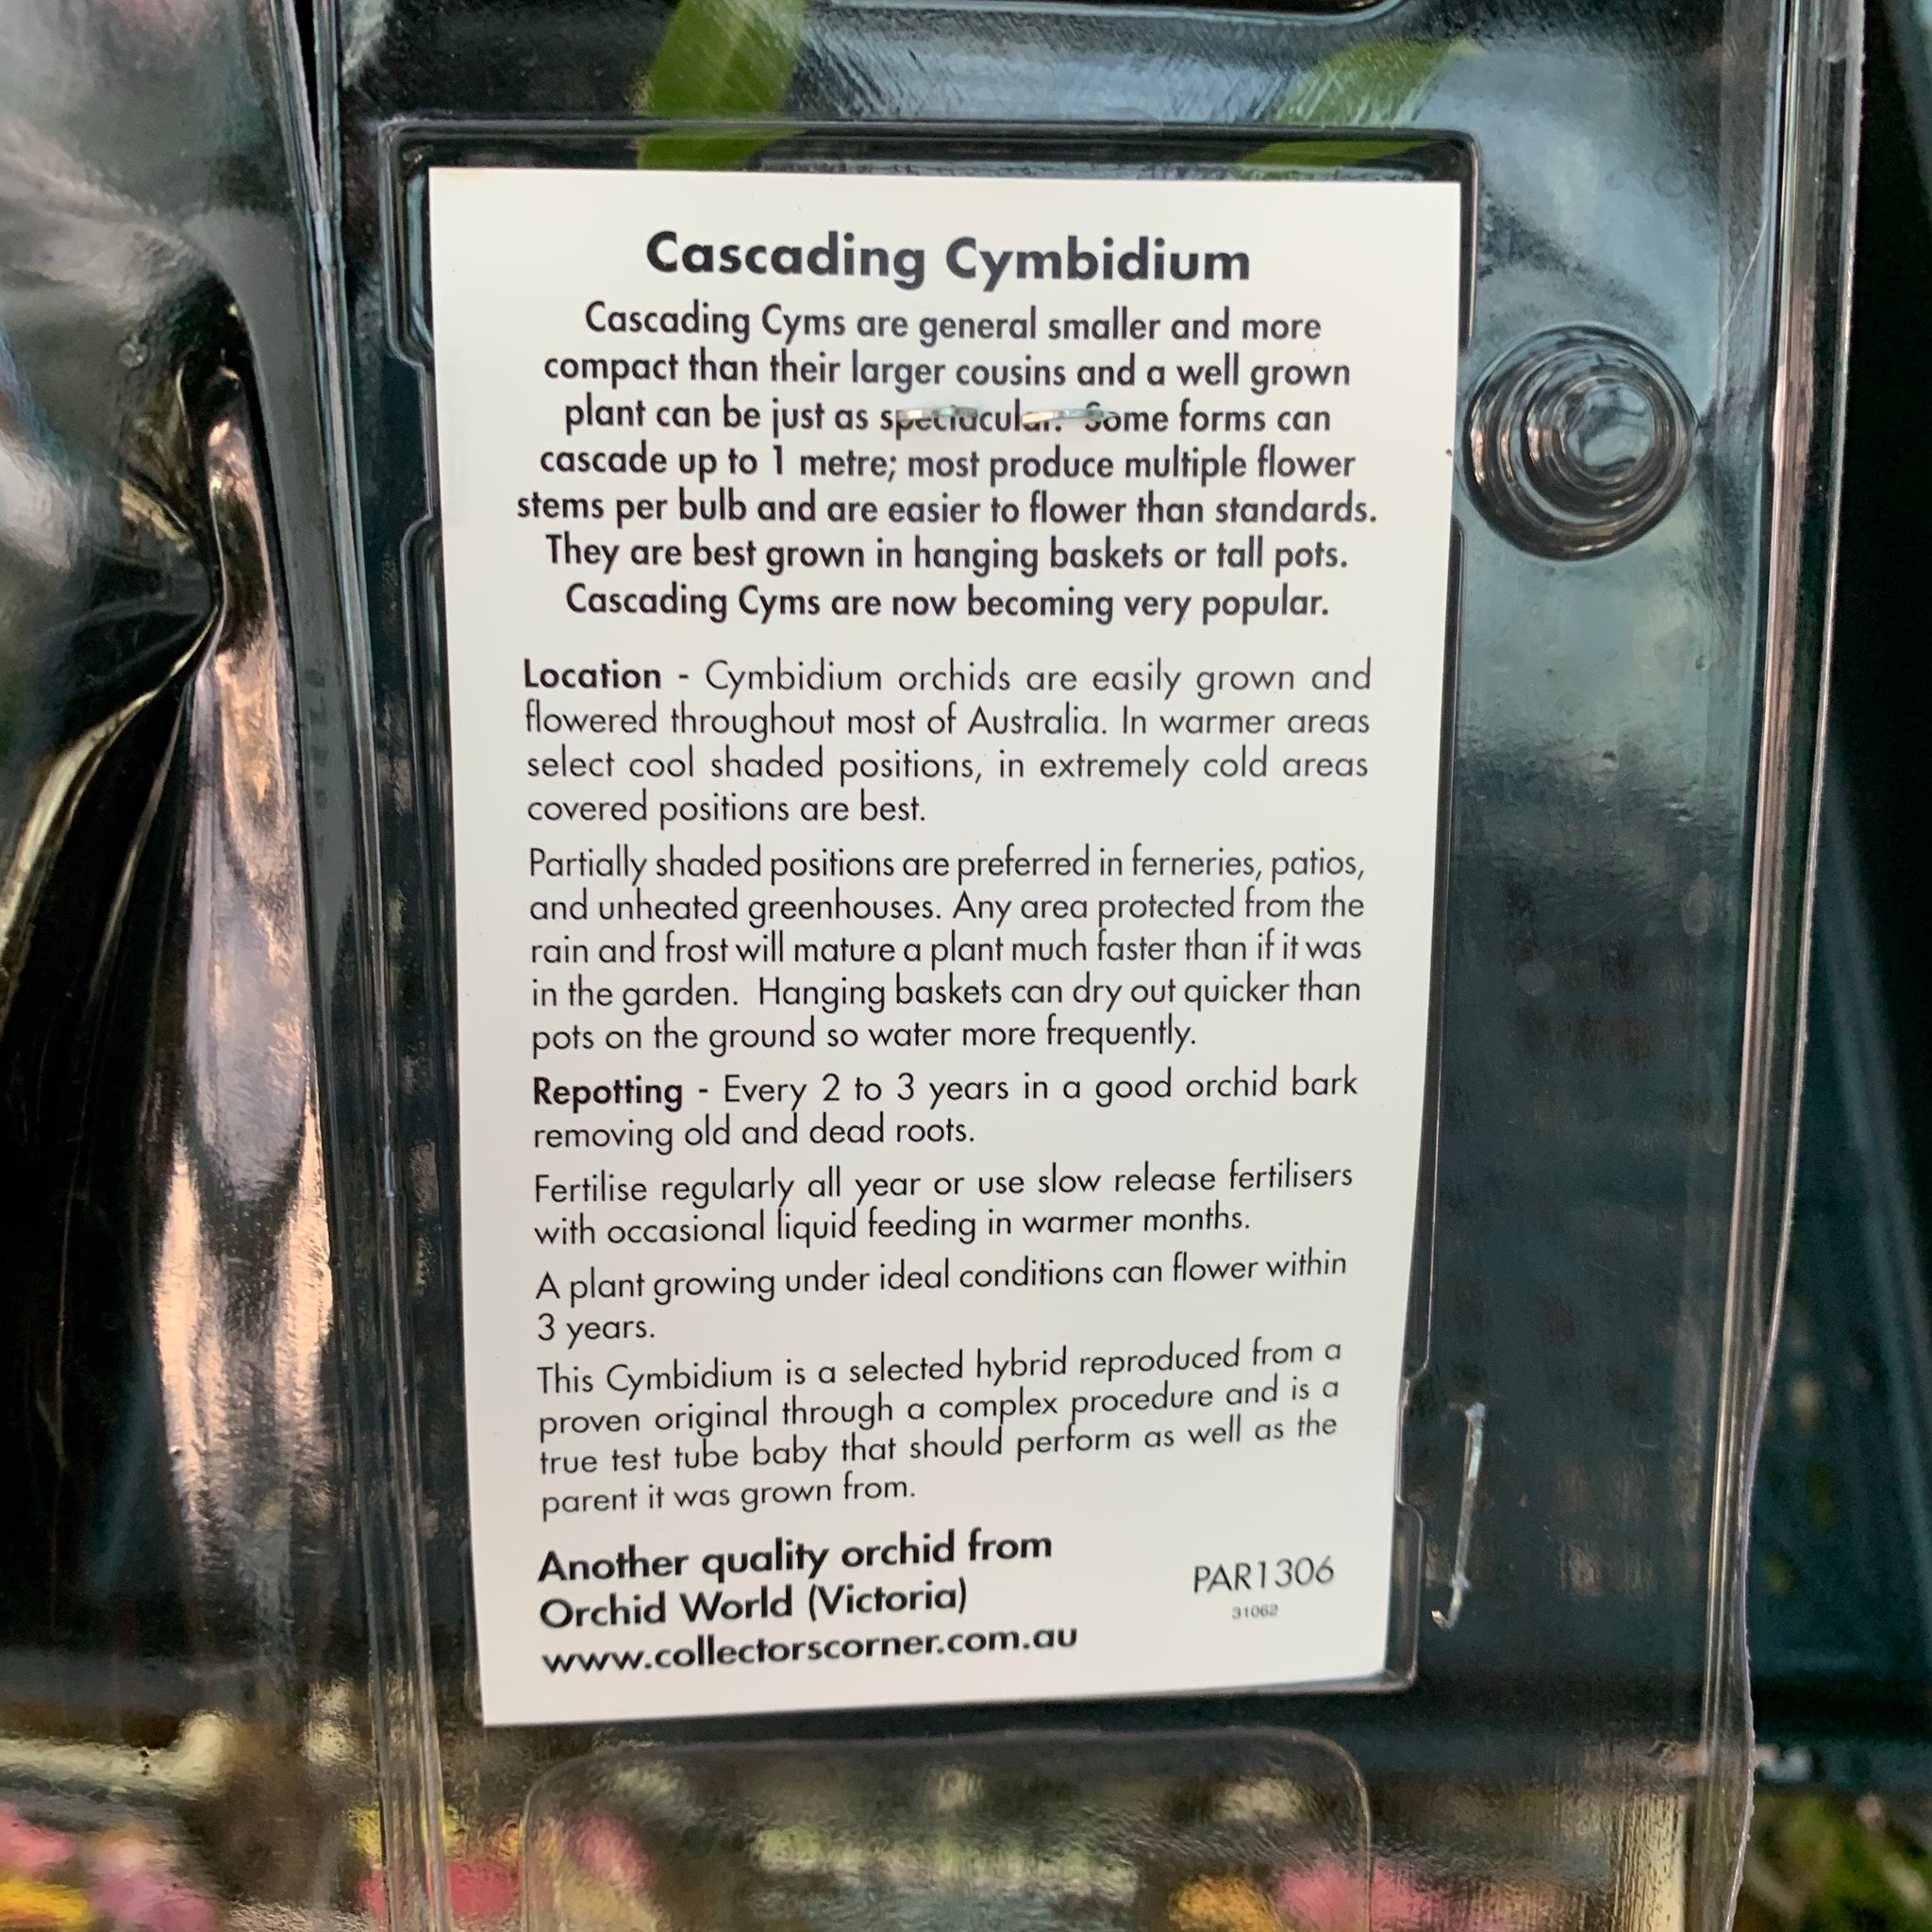 Cascading Cymbidium
Cascading Cyms are general smaller and more
compact than their larger cousins and a well grown
plant can be just as spectacular. Some forms can
cascade up to 1 metre; most produce multiple flower
stems per bulb and are easier to flower than standards.
They are best grown in hanging baskets or tall pots.
Cascading Cyms are now becoming very popular.
Location - Cymbidium orchids are easily grown and
flowered throughout most of Australia. In warmer areas
select cool shaded positions, in extremely cold areas
covered positions are best.
Partially shaded positions are preferred in ferneries, patios,
and unheated greenhouses. Any area protected from the
rain and frost will mature a plant much faster than if it was
in the garden. Hanging baskets can dry out quicker than
pots on the ground so water more frequently.
Repotting - Every 2 to 3 years in a good orchid bark
removing old and dead roots.
Fertilise regularly all year or use slow release fertilisers
with occasional liquid feeding in warmer months.
A plant growing under ideal conditions can flower within
3 years.
This Cymbidium is a selected hybrid reproduced from a
proven original through a complex procedure and is a
true test tube baby that should perform as well as the
parent it was grown from.
Another quality orchid from
Orchid World (Victoria)
www.collectorscorner.com.au
PAR1306
31062